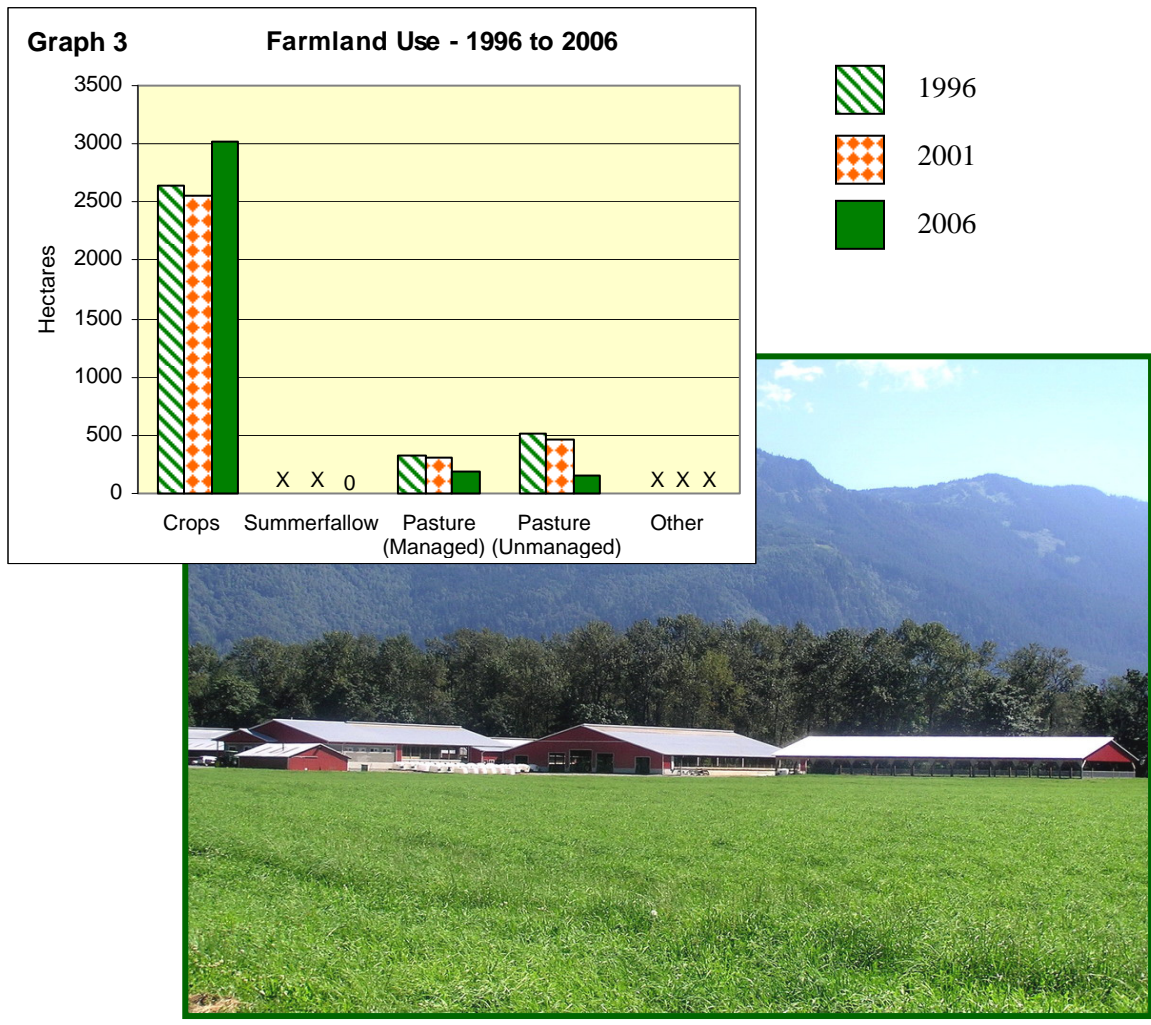 Graph 3
Farmland Use - 1996 to 2006
3500
3000
2500
2000
1500
1000
500
0
Hectares
X X 0
X X X
Crops Summerfallow Pasture Pasture Other
(Managed) (Unmanaged)
1996
2001
2006